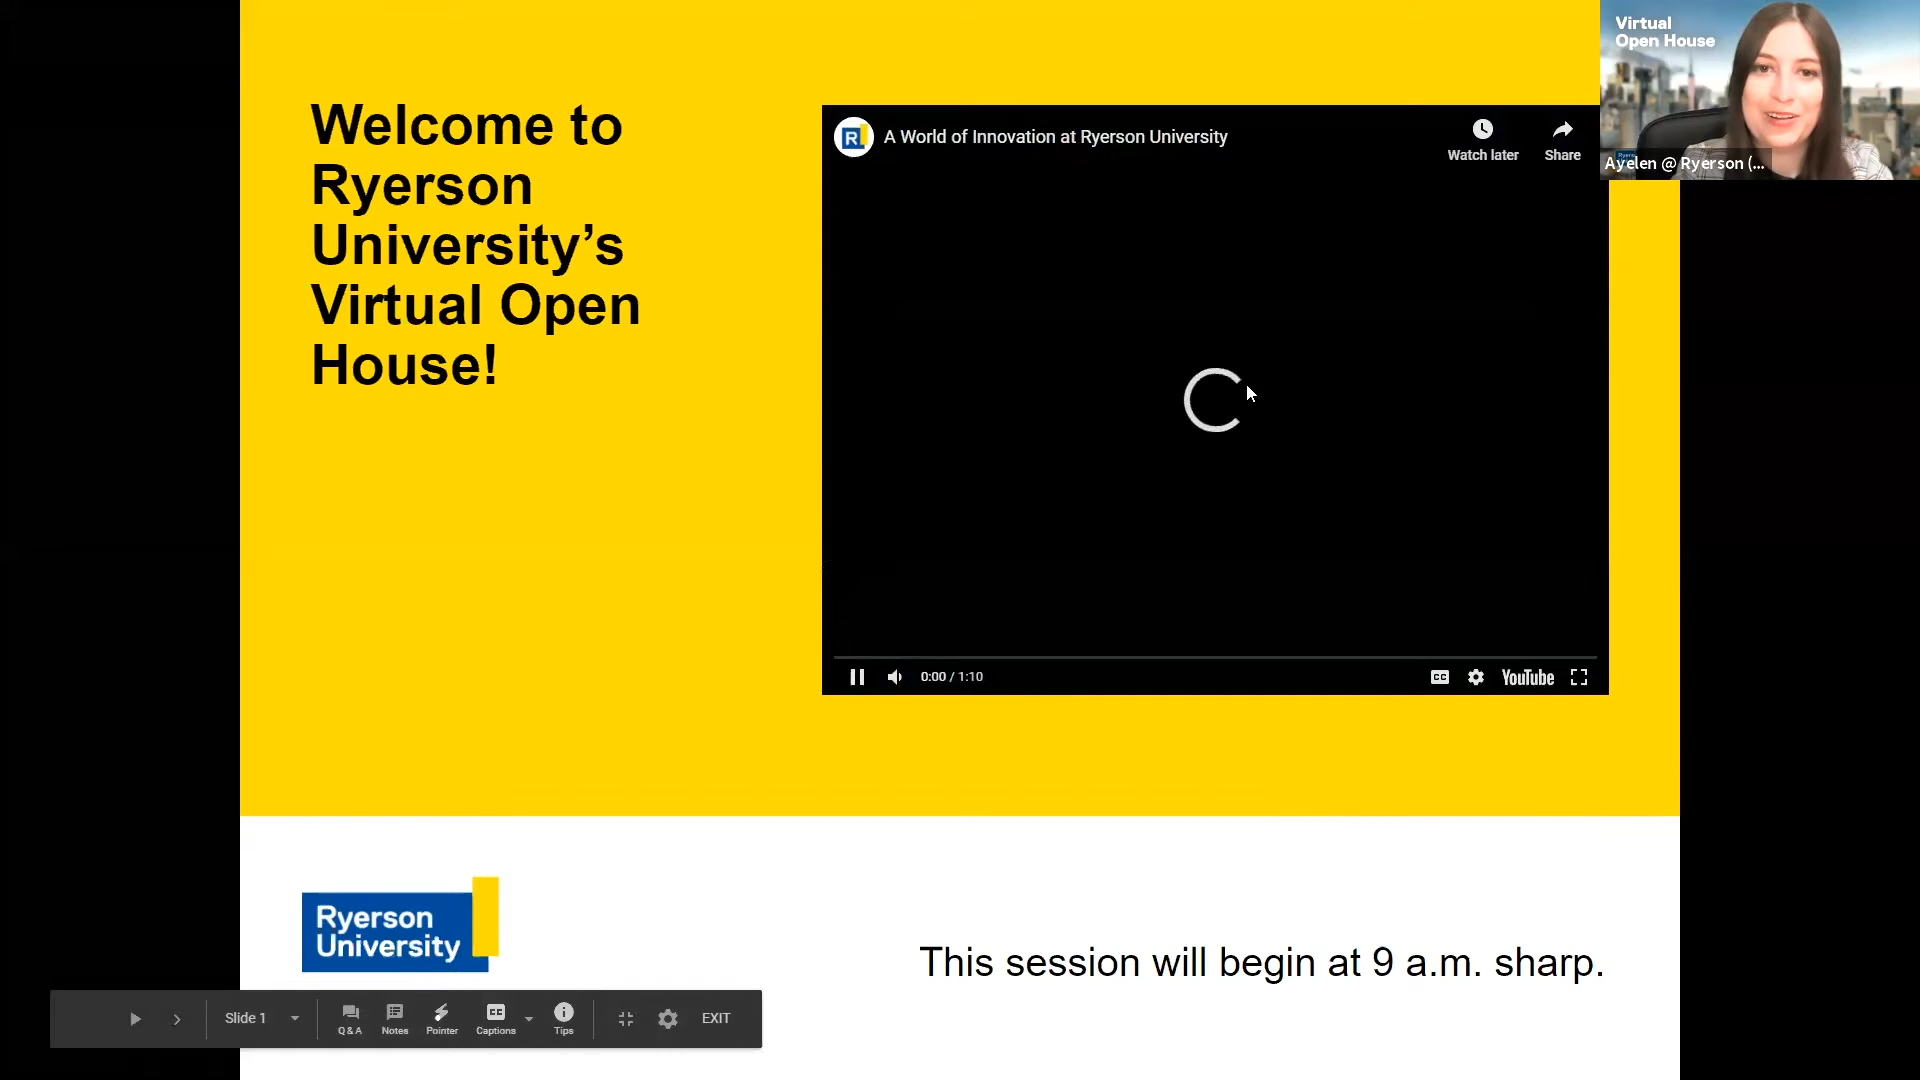 Welcome to
Ryerson
University’s
Virtual Open
House!
A World of Innovation at Ryerson University
Watch later
Share
Virtual
Open House
Ayelen @ Ryerson (...
0:00 / 1:10
CC
YouTube
Ryerson
University
This session will begin at 9 a.m. sharp.
Slide 1
Q&A
Notes
Pointer
Captions
Tips
EXIT